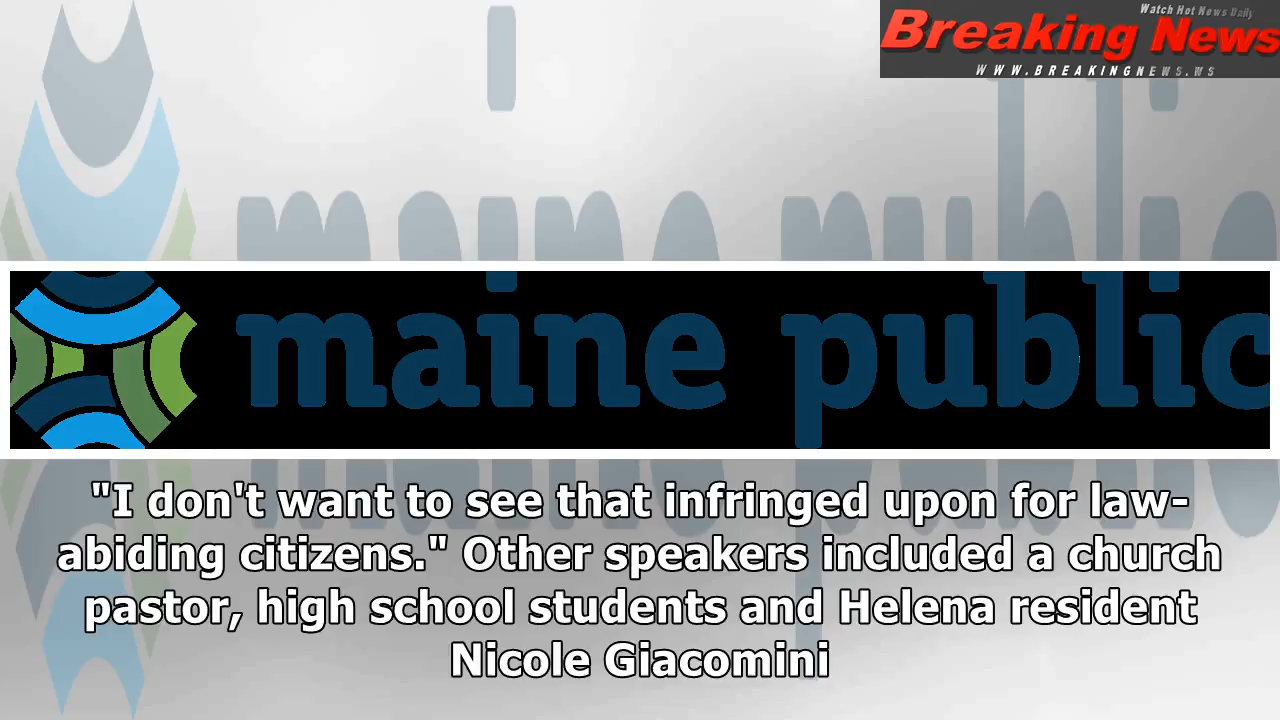 Watch Hot News Daily
Breaking News
WWW.BREAKINGNEWS.WS
maine public
"I don't want to see that infringed upon for law-
abiding citizens." Other speakers included a church
pastor, high school students and Helena resident
Nicole Giacomini